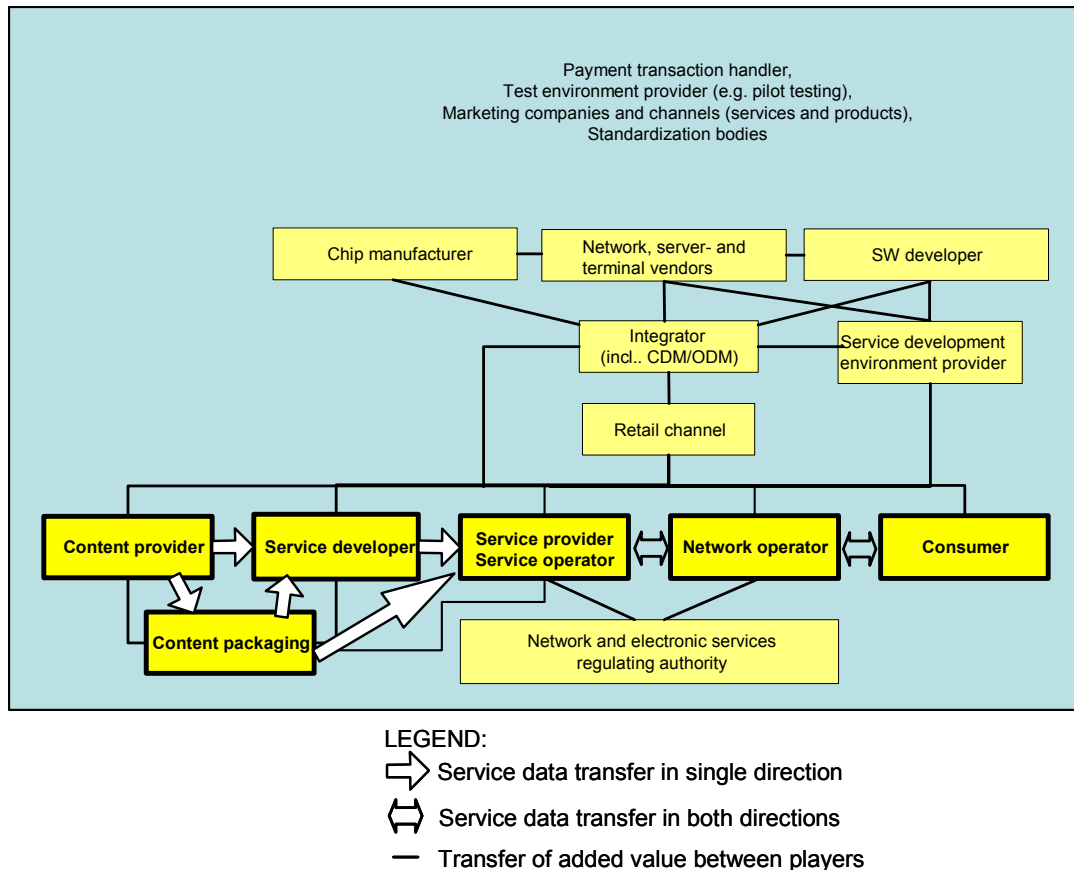 Payment transaction handler,
Test environment provider (e.g. pilot testing),
Marketing companies and channels (services and products),
Standardization bodies
Chip manufacturer
Network, server- and
terminal vendors
SW developer
Integrator
(incl.. CDM/ODM)
Service development
environment provider
Retail channel
Content provider
Service developer
Service provider
Service operator
Network operator
Consumer
Content packaging
Network and electronic services
regulating authority
LEGEND:
Service data transfer in single direction
Service data transfer in both directions
Transfer of added value between players